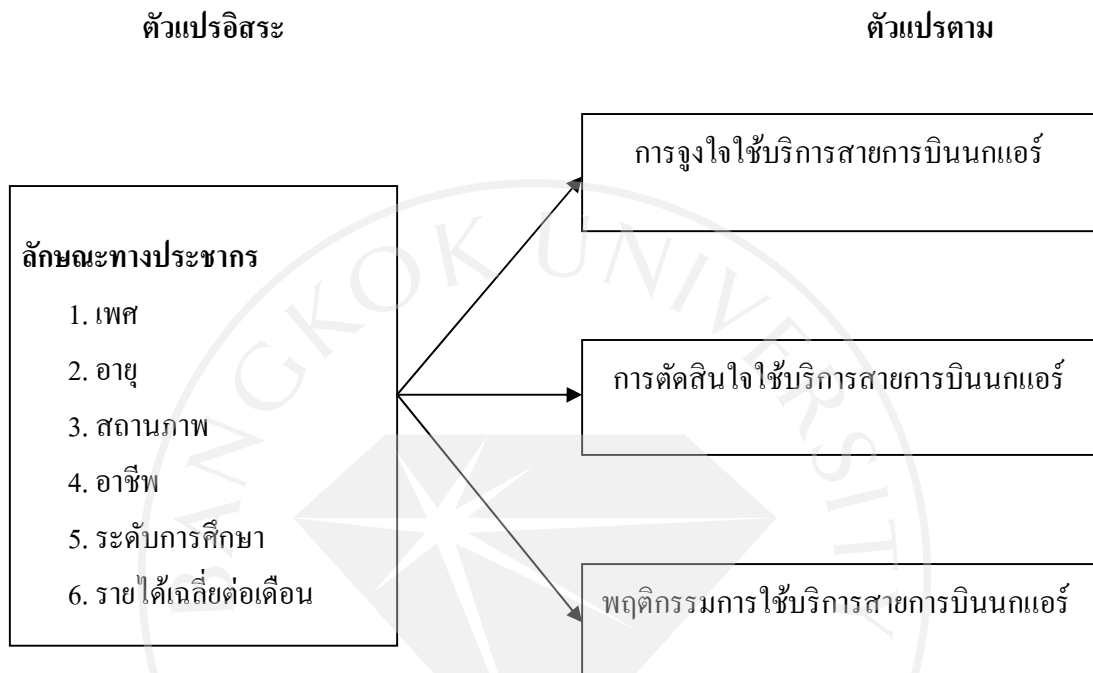 ตัวแปรอิสระ
ตัวแปรตาม
ลักษณะทางประชากร
1. เพศ
2. อายุ
3. สถานภาพ
4. อาชีพ
5. ระดับการศึกษา
6. รายได้เฉลี่ยต่อเดือน
การจูงใจใช้บริการสายการบินนกแอร์
การตัดสินใจใช้บริการสายการบินนกแอร์
พฤติกรรมการใช้บริการสายการบินนกแอร์
BANGKOK UNIVERSITY